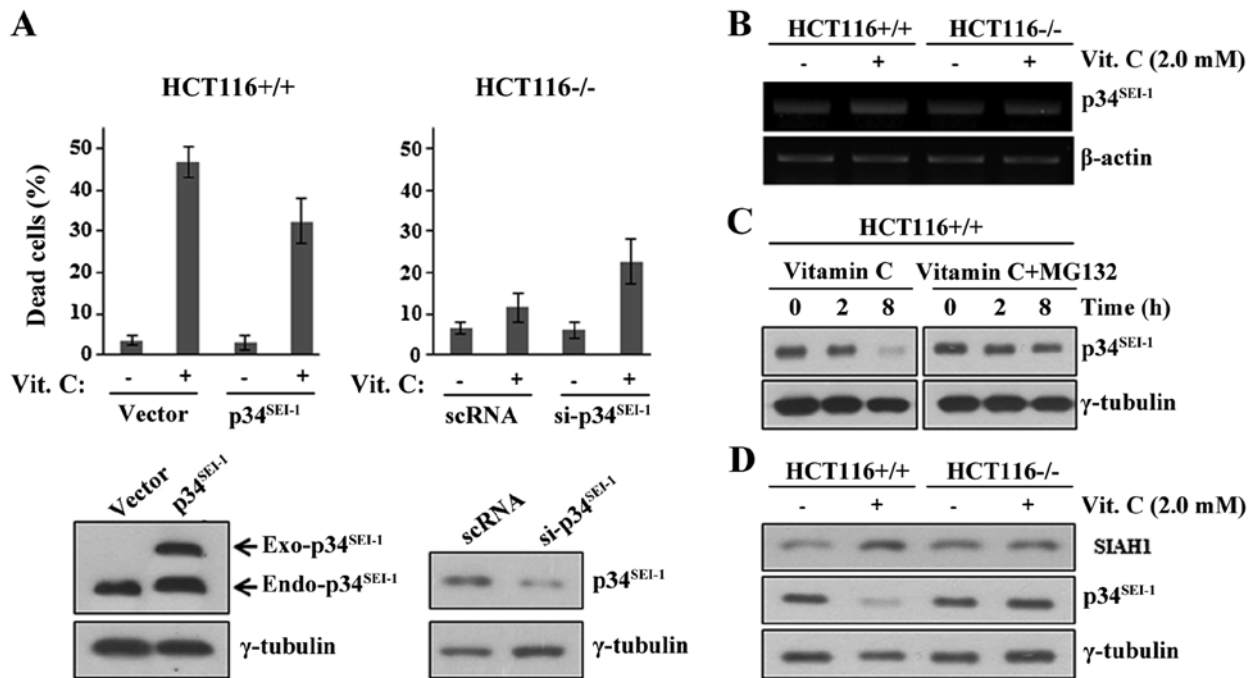 A
HCT116+/+
HCT116-/-
Dead cells (%)
50
40
30
20
10
0
50
40
30
20
10
0
Vit. C: - + - +
Vector p34SEI-1
Vit. C: - + - +
scRNA si-p34SEI-1
Vector p34SEI-1
Exo-p34SEI-1
Endo-p34SEI-1
γ-tubulin
scRNA si-p34SEI-1
p34SEI-1
γ-tubulin
B
HCT116+/+ HCT116-/-
- + - + Vit. C (2.0 mM)
p34SEI-1
β-actin
C
HCT116+/+
Vitamin C Vitamin C+MG132
0 2 8 0 2 8 Time (h)
p34SEI-1
γ-tubulin
D
HCT116+/+ HCT116-/-
- + - + Vit. C (2.0 mM)
SIAH1
p34SEI-1
γ-tubulin